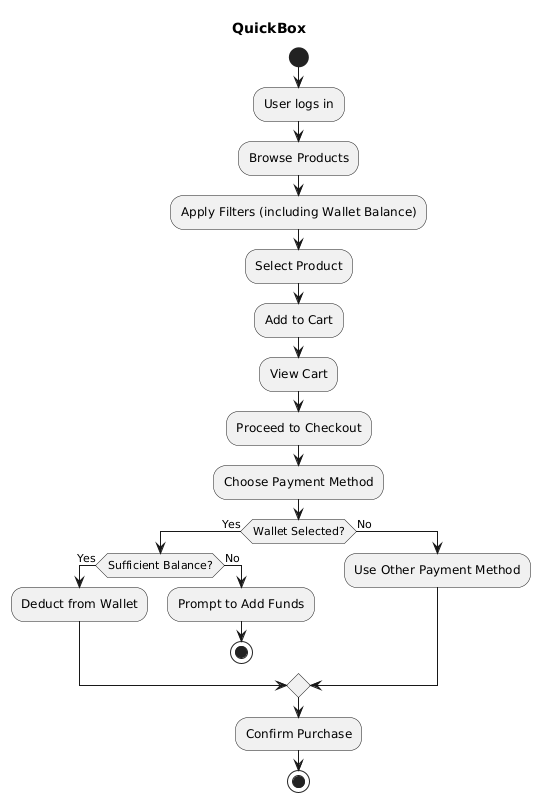 QuickBox
User logs in
Browse Products
Apply Filters (including Wallet Balance)
Select Product
Add to Cart
View Cart
Proceed to Checkout
Choose Payment Method
Yes
Wallet Selected?
No
Yes
Sufficient Balance?
No
Use Other Payment Method
Deduct from Wallet
Prompt to Add Funds
Confirm Purchase